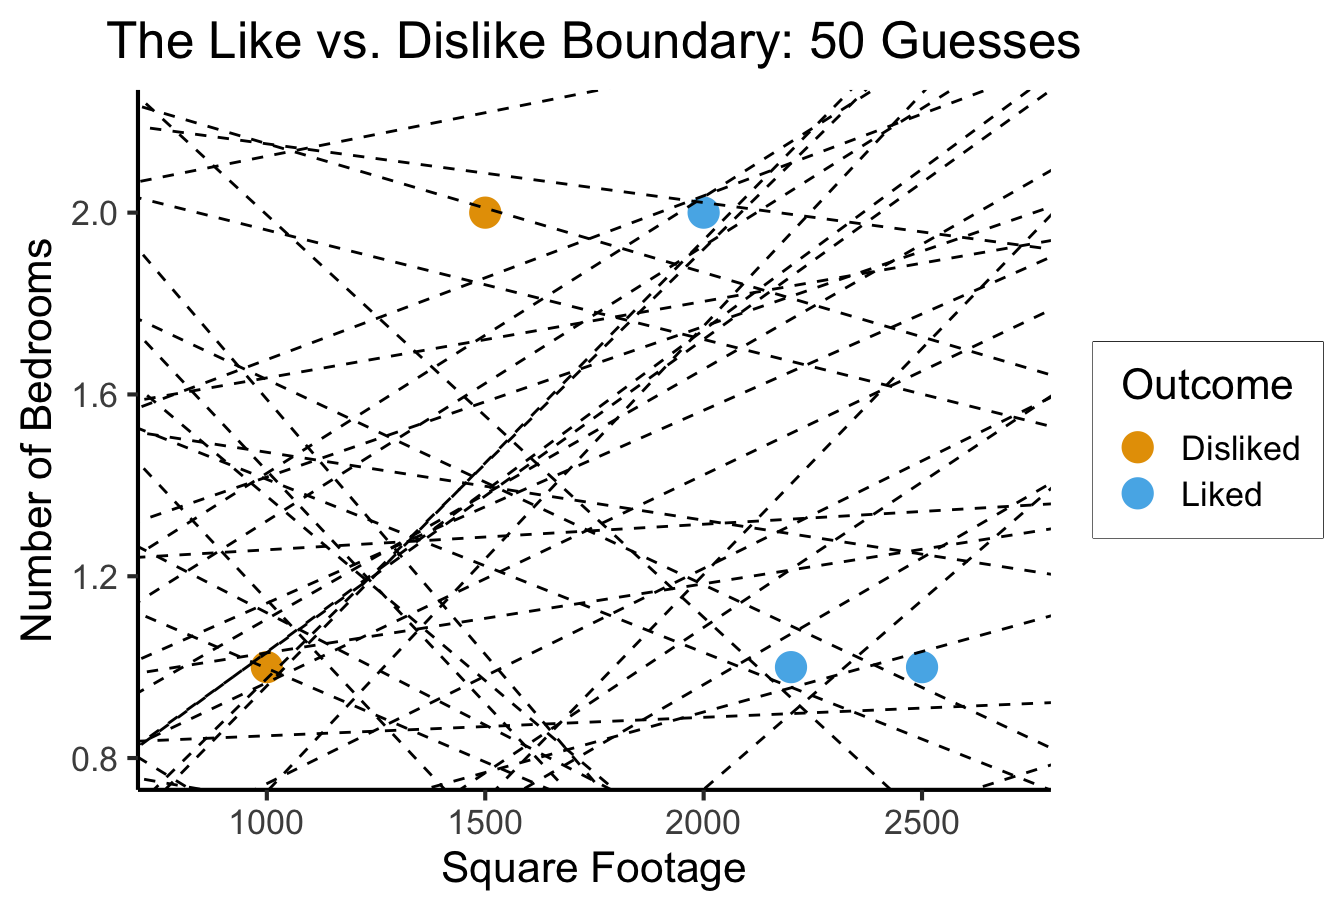 The Like vs. Dislike Boundary: 50 Guesses
Number of Bedrooms
2.0
1.6
1.2
0.8
1000 1500 2000 2500
Square Footage
Outcome
Disliked
Liked